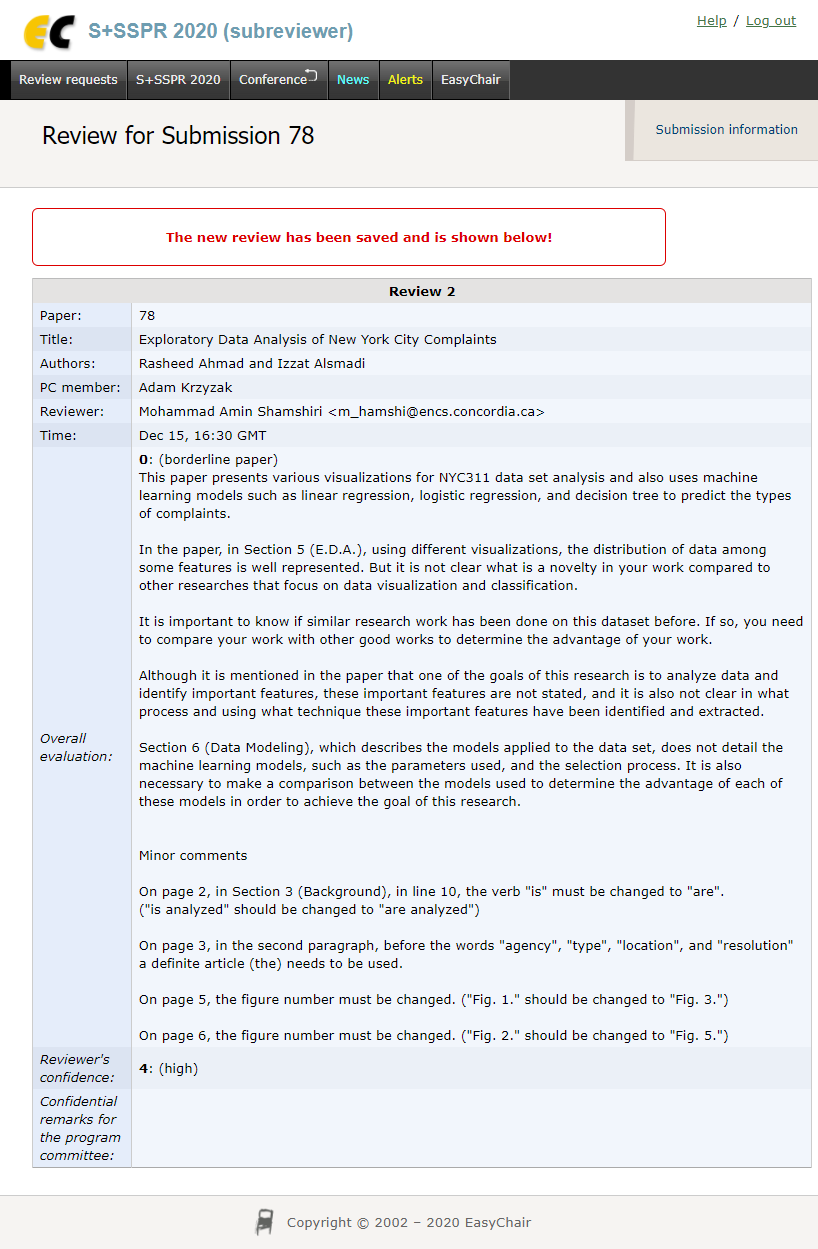 EC S+SSPR 2020 (subreviewer)
Help / Log out
Review requests S+SSPR 2020 Conference News Alerts EasyChair
Review for Submission 78
Submission information
The new review has been saved and is shown below!
Review 2
Paper: 78
Title: Exploratory Data Analysis of New York City Complaints
Authors: Rasheed Ahmad and Izzat Alsmadi
PC member: Adam Krzyzak
Reviewer: Mohammad Amin Shamshiri <m_hamshi@encs.concordia.ca>
Time: Dec 15, 16:30 GMT
Overall
evaluation:
0: (borderline paper)
This paper presents various visualizations for NYC311 data set analysis and also uses machine
learning models such as linear regression, logistic regression, and decision tree to predict the types
of complaints.
In the paper, in Section 5 (E.D.A.), using different visualizations, the distribution of data among
some features is well represented. But it is not clear what is a novelty in your work compared to
other researches that focus on data visualization and classification.
It is important to know if similar research work has been done on this dataset before. If so, you need
to compare your work with other good works to determine the advantage of your work.
Although it is mentioned in the paper that one of the goals of this research is to analyze data and
identify important features, these important features are not stated, and it is also not clear in what
process and using what technique these important features have been identified and extracted.
Section 6 (Data Modeling), which describes the models applied to the data set, does not detail the
machine learning models, such as the parameters used, and the selection process. It is also
necessary to make a comparison between the models used to determine the advantage of each of
these models in order to achieve the goal of this research.
Minor comments
On page 2, in Section 3 (Background), in line 10, the verb "is" must be changed to "are".
("is analyzed" should be changed to "are analyzed")
On page 3, in the second paragraph, before the words "agency", "type", "location", and "resolution"
a definite article (the) needs to be used.
On page 5, the figure number must be changed. ("Fig. 1." should be changed to "Fig. 3.")
On page 6, the figure number must be changed. ("Fig. 2." should be changed to "Fig. 5.")
Reviewer's
confidence:
4: (high)
Confidential
remarks for
the program
committee:
Copyright © 2002 – 2020 EasyChair